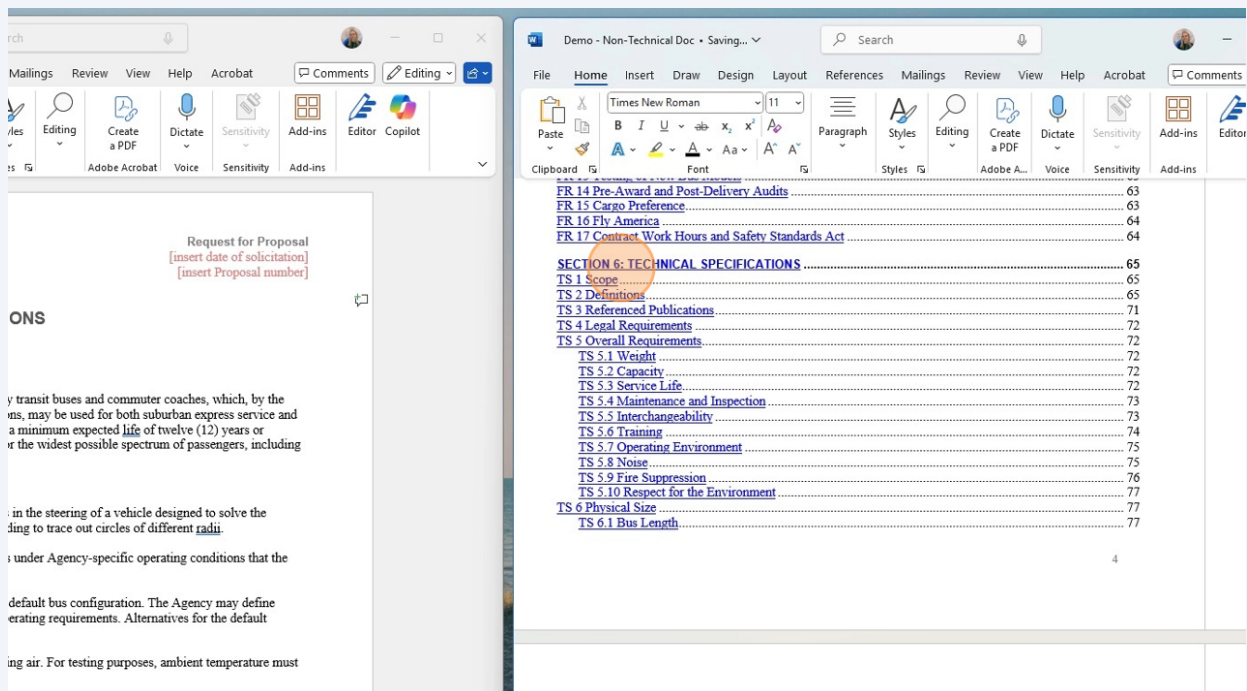 Mailings Review View Help Acrobat Comments Editing
Editing
Create a PDF
Dictate
Sensitivity
Add-ins
Editor
Copilot
Adobe Acrobat Voice Sensitivity Add-ins
Request for Proposal
[insert date of solicitation]
[insert Proposal number]
ONS
transit buses and commuter coaches, which, by the
may be used for both suburban express service and
a minimum expected life of twelve (12) years or
the widest possible spectrum of passengers, including
in the steering of a vehicle designed to solve the
to trace out circles of different radii.
under Agency-specific operating conditions that the
default bus configuration. The Agency may define
operating requirements. Alternatives for the default
air. For testing purposes, ambient temperature must
Demo - Non-Technical Doc • Saving...
Search
File Home Insert Draw Design Layout References Mailings Review View Help Acrobat Comments
Paste
Times New Roman 11
B I U ab x₂ x² A
A A Aa A A
Paragraph
Styles
Editing
Create a PDF
Dictate
Sensitivity
Add-ins
Editor
Clipboard Font Styles Adobe A... Voice Sensitivity Add-ins
FR 14 Pre-Award and Post-Delivery Audits 63
FR 15 Cargo Preference 63
FR 16 Fly America 64
FR 17 Contract Work Hours and Safety Standards Act 64
SECTION 6: TECHNICAL SPECIFICATIONS 65
TS 1 Scope 65
TS 2 Definitions 65
TS 3 Referenced Publications 71
TS 4 Legal Requirements 72
TS 5 Overall Requirements 72
TS 5.1 Weight 72
TS 5.2 Capacity 72
TS 5.3 Service Life 72
TS 5.4 Maintenance and Inspection 73
TS 5.5 Interchangeability 73
TS 5.6 Training 74
TS 5.7 Operating Environment 75
TS 5.8 Noise 75
TS 5.9 Fire Suppression 76
TS 5.10 Respect for the Environment 77
TS 6 Physical Size 77
TS 6.1 Bus Length 77
4